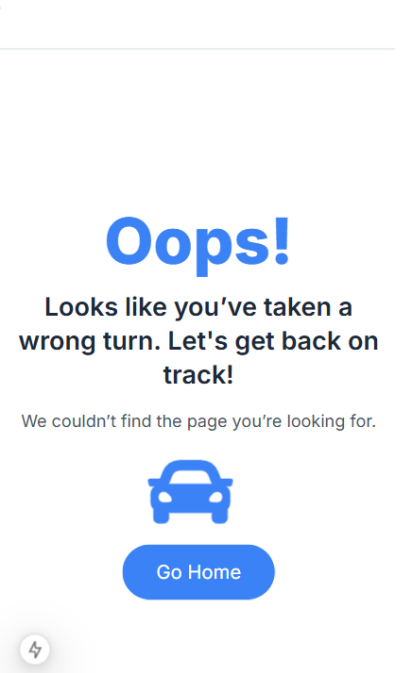 Oops!
Looks like you’ve taken a
wrong turn. Let's get back on
track!
We couldn’t find the page you’re looking for.
Go Home